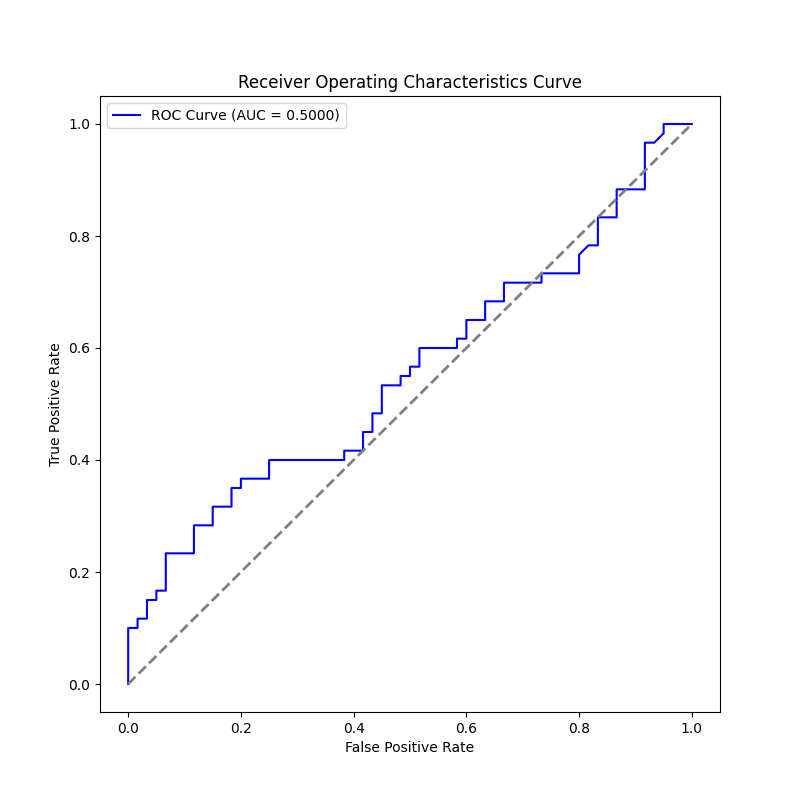 Receiver Operating Characteristics Curve
ROC Curve (AUC = 0.5000)
True Positive Rate
1.0
0.8
0.6
0.4
0.2
0.0
0.0 0.2 0.4 0.6 0.8 1.0
False Positive Rate